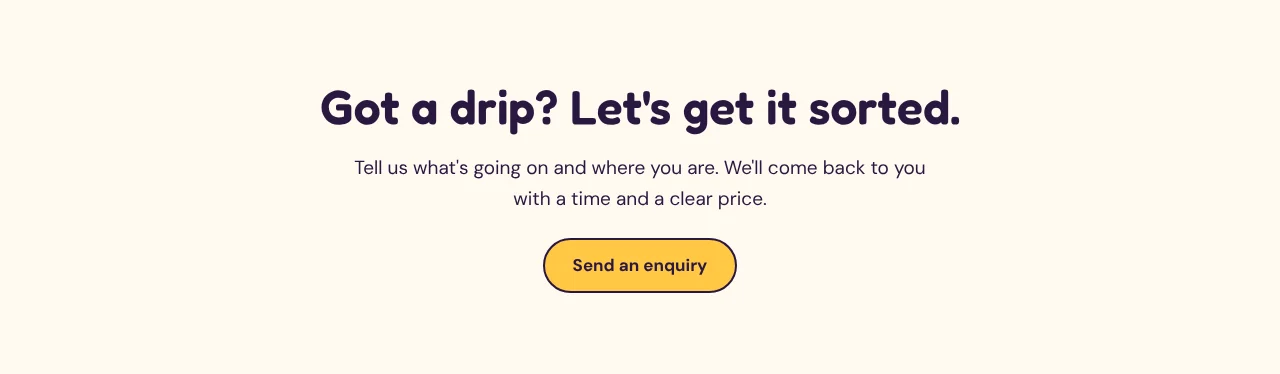 Got a drip? Let's get it sorted.
Tell us what's going on and where you are. We'll come back to you
with a time and a clear price.
Send an enquiry